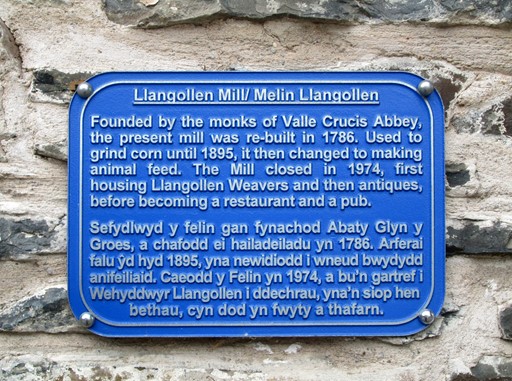 Llangollen Mill/ Melin Llangollen
Founded by the monks of Valle Crucis Abbey,
the present mill was re-built in 1786. Used to
grind corn until 1895, it then changed to making
animal feed. The Mill closed in 1974, first
housing Llangollen Weavers and then antiques,
before becoming a restaurant and a pub.
Sefydlwyd y felin gan fynachod Abaty Glyn y
Groes, a chafodd ei hailadeiladu yn 1786. Arferai
falu ŷd hyd 1895, yna newidiodd i wneud bwydydd
anifeiliaid. Caeodd y Felin yn 1974, a bu'n gartref i
Wehyddwyr Llangollen i ddechrau, yna'n siop hen
bethau, cyn dod yn fwyty a thafarn.